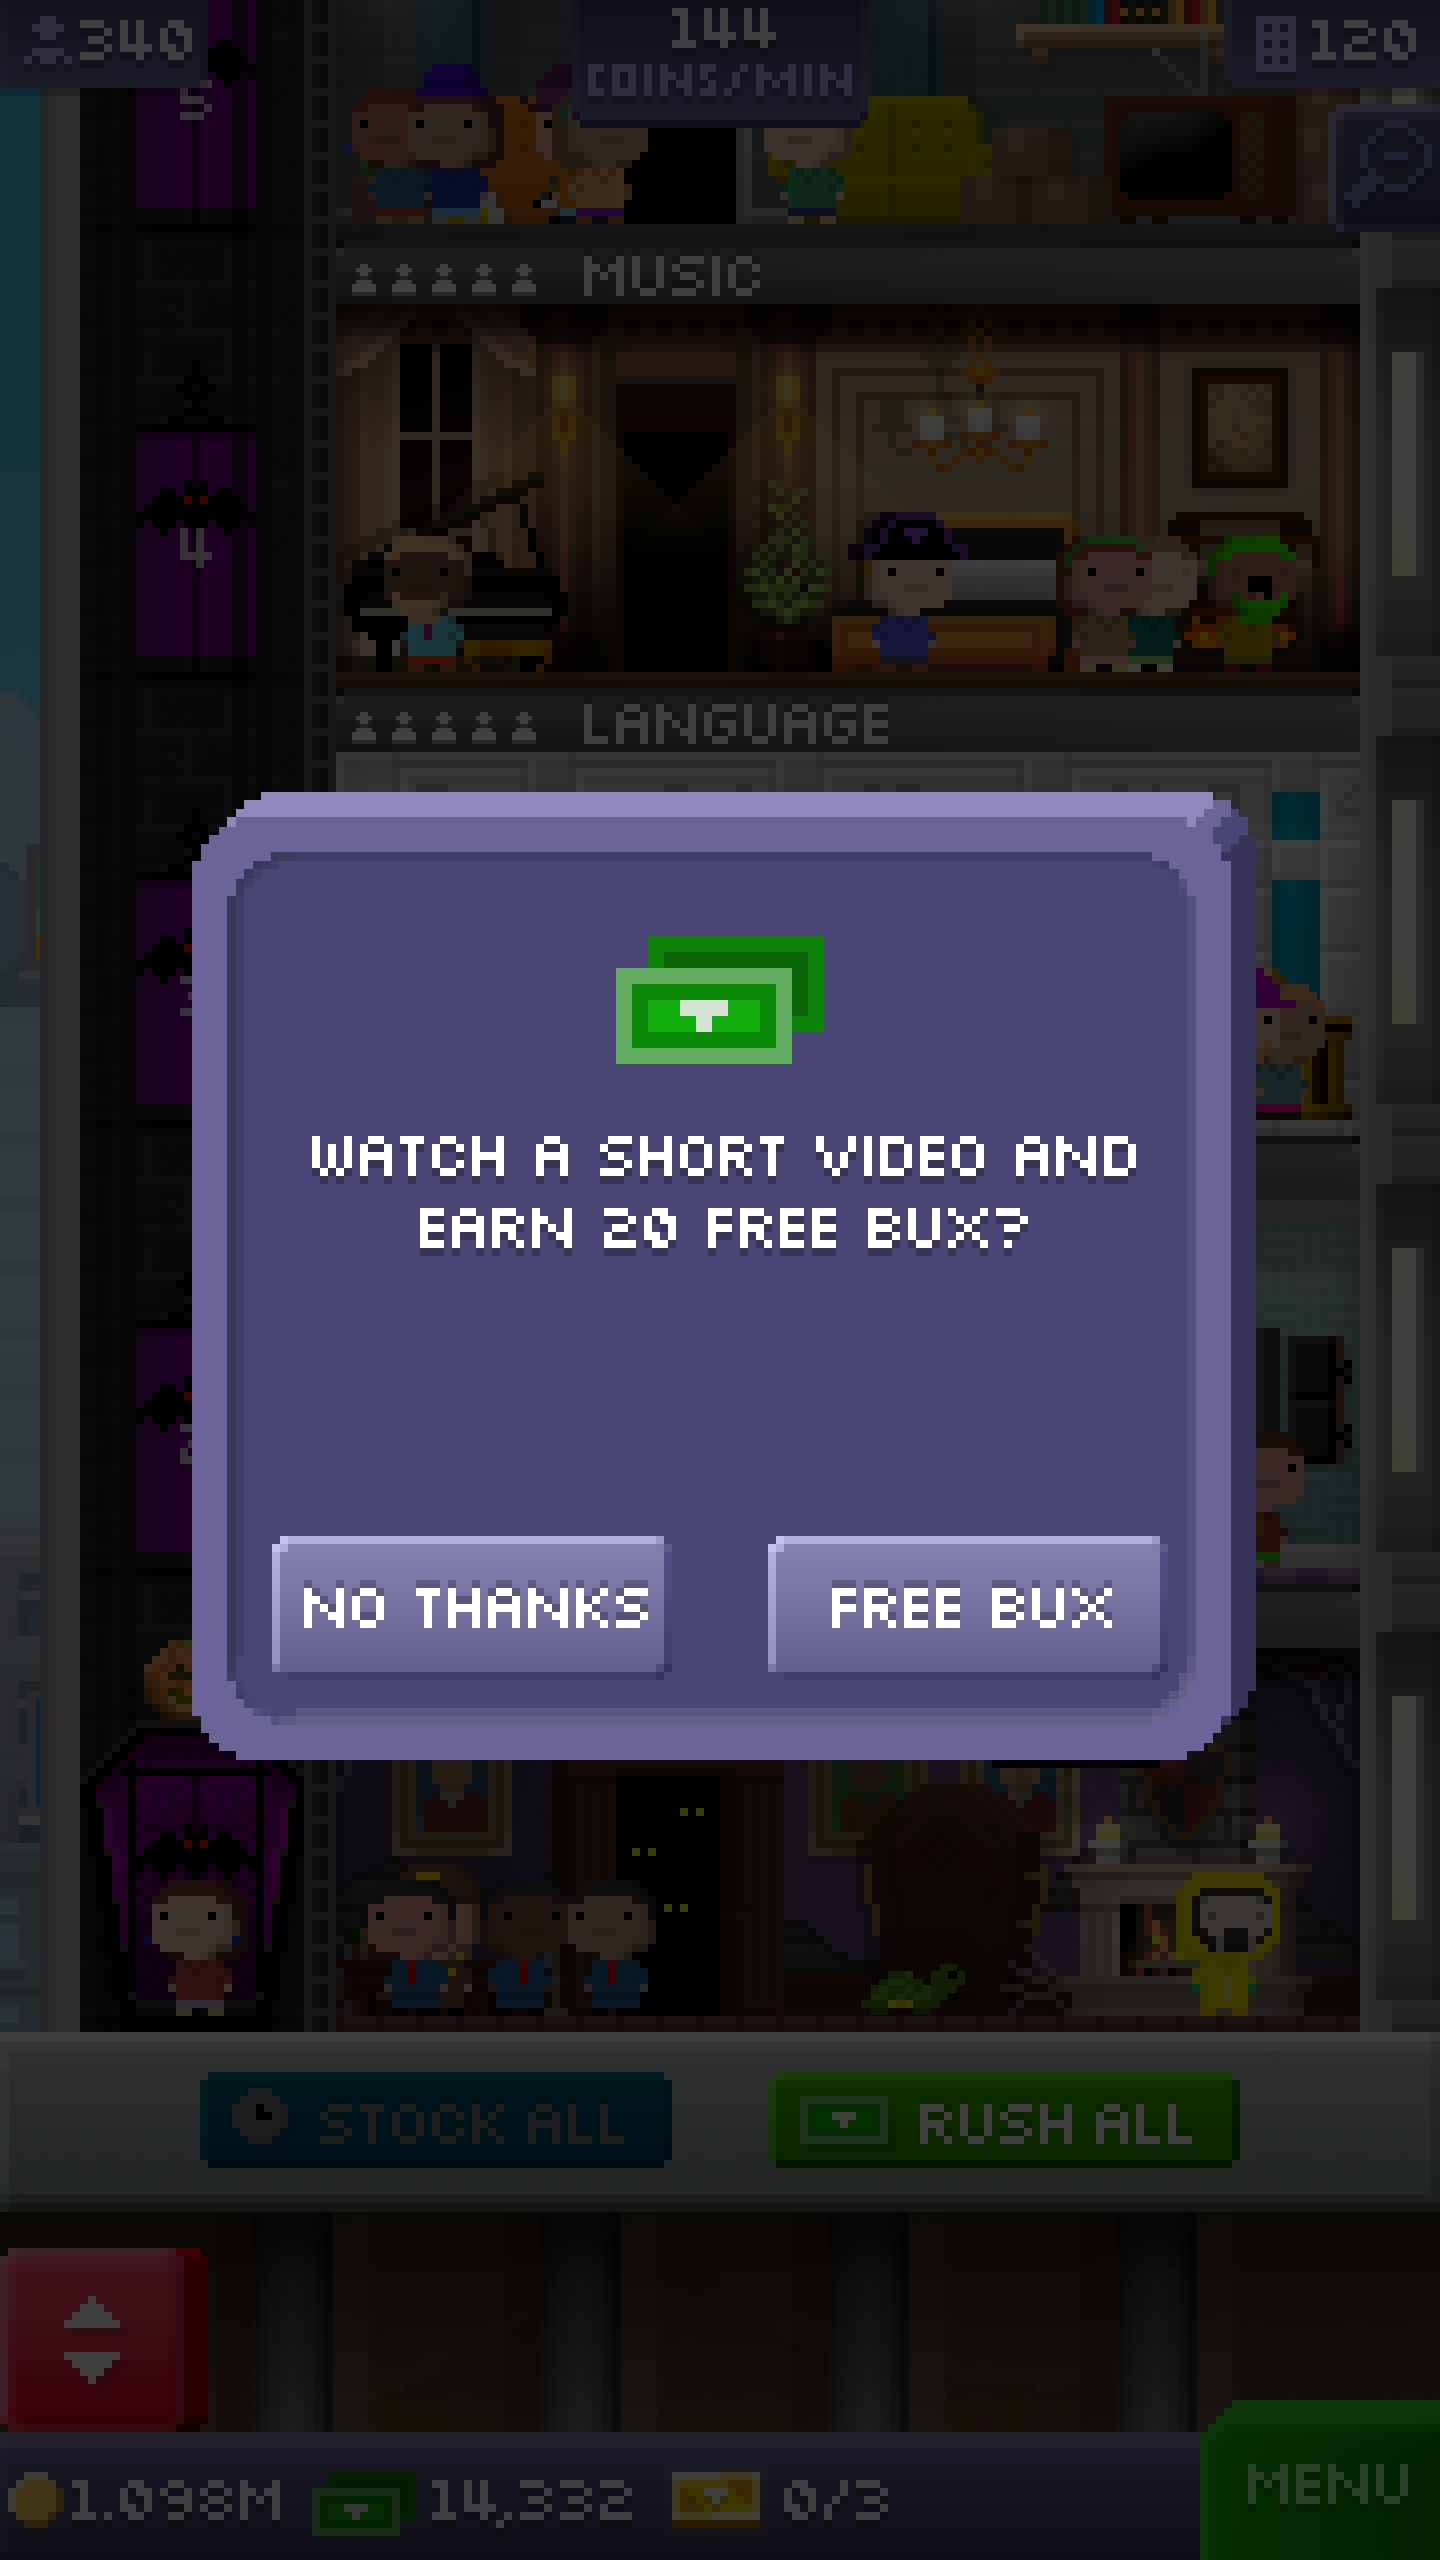 340
144
COINS/MIN
120
5
MUSIC
4
LANGUAGE
WATCH A SHORT VIDEO AND
EARN 20 FREE BUX?
NO THANKS
FREE BUX
STOCK ALL
RUSH ALL
1.098M
14,332
0/3
MENU